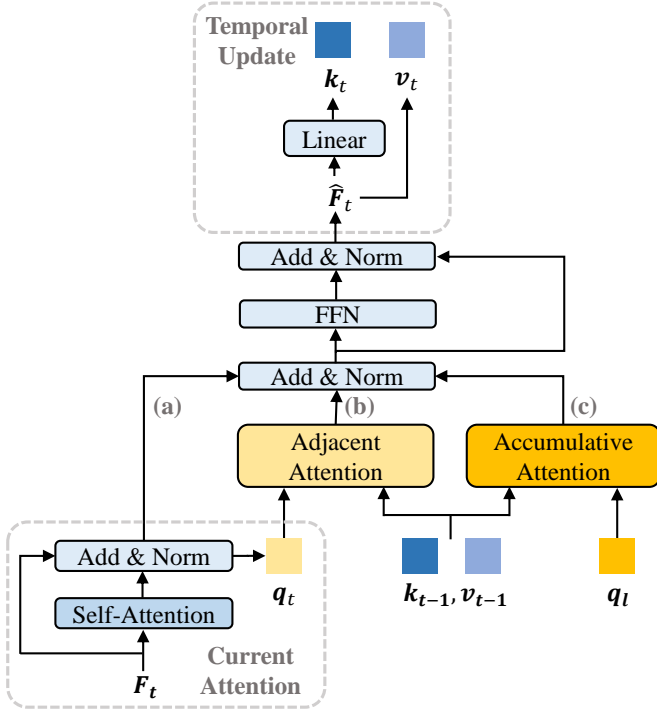 Temporal
Update
k_t
v_t
Linear
F̂_t
Add & Norm
FFN
Add & Norm
(a)
(b)
(c)
Adjacent
Attention
Accumulative
Attention
Add & Norm
q_t
k_{t-1}, v_{t-1}
q_l
Self-Attention
F_t
Current
Attention